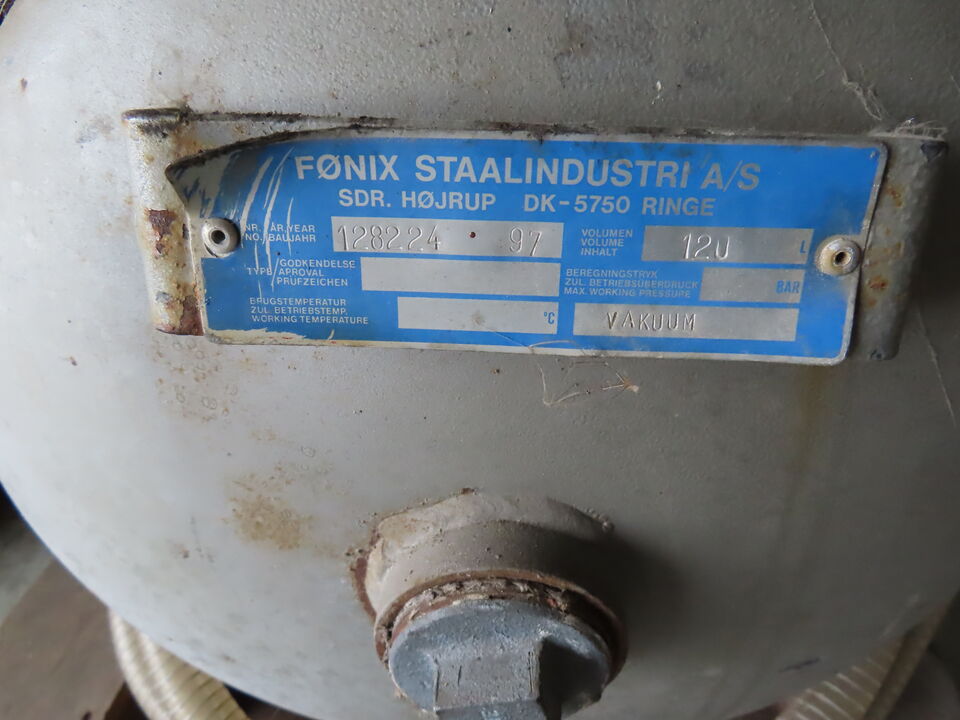 FØNIX STAALINDUSTRI A/S
SDR. HØJRUP DK-5750 RINGE
NR. ÅR.YEAR
NO./BAUJAHR
128224 · 97
VOLUMEN
VOLUME
INHALT
120 L
/GODKENDELSE
TYPE/APROVAL
PRÜFZEICHEN
BEREGNINGSTRYK
ZUL. BETRIEBSÜBERDRUCK
MAX. WORKING PRESSURE
BAR
BRUGSTEMPERATUR
ZUL. BETRIEBSTEMP.
WORKING TEMPERATURE
°C
VAKUUM